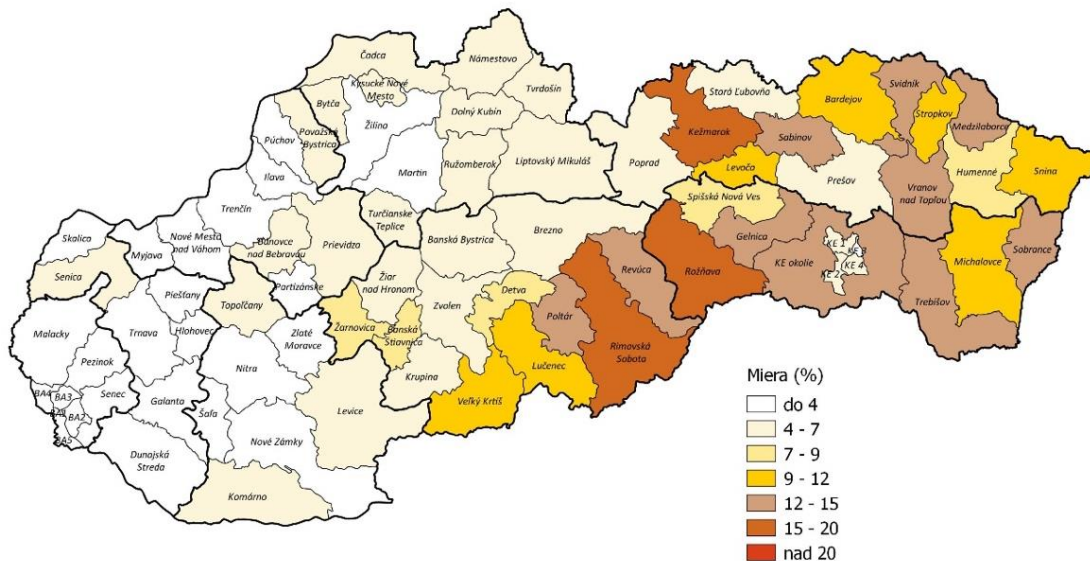 Čadca
Námestovo
Kysucké Nové
Mesto
Tvrdošín
Bytča
Dolný Kubín
Žilina
Považská
Bystrica
Púchov
Ružomberok
Liptovský Mikuláš
Martin
Ilava
Trenčín
Turčianske
Teplice
Stará Ľubovňa
Kežmarok
Poprad
Levoča
Sabinov
Bardejov
Svidník
Stropkov
Medzilaborce
Prešov
Vranov
nad Topľou
Humenné
Snina
Skalica
Nové Mesto
nad Váhom
Myjava
Senica
Bánovce
nad Bebravou
Prievidza
Banská Bystrica
Brezno
Spišská Nová Ves
Gelnica
Rožňava
KE okolie
KE 1
KE 3
KE 4
KE 2
Michalovce
Sobrance
Trebišov
Partizánske
Žiar
nad Hronom
Piešťany
Topoľčany
Zvolen
Detva
Revúca
Poltár
Rimavská
Sobota
Malacky
Trnava
Hlohovec
Zlaté
Moravce
Žarnovica
Banská
Štiavnica
Lučenec
Pezinok
Nitra
Krupina
Veľký Krtíš
Senec
Galanta
Levice
BA4
BA3
BA2
BA5
Šaľa
Nové Zámky
Dunajská
Streda
Komárno
Miera (%)
do 4
4 - 7
7 - 9
9 - 12
12 - 15
15 - 20
nad 20